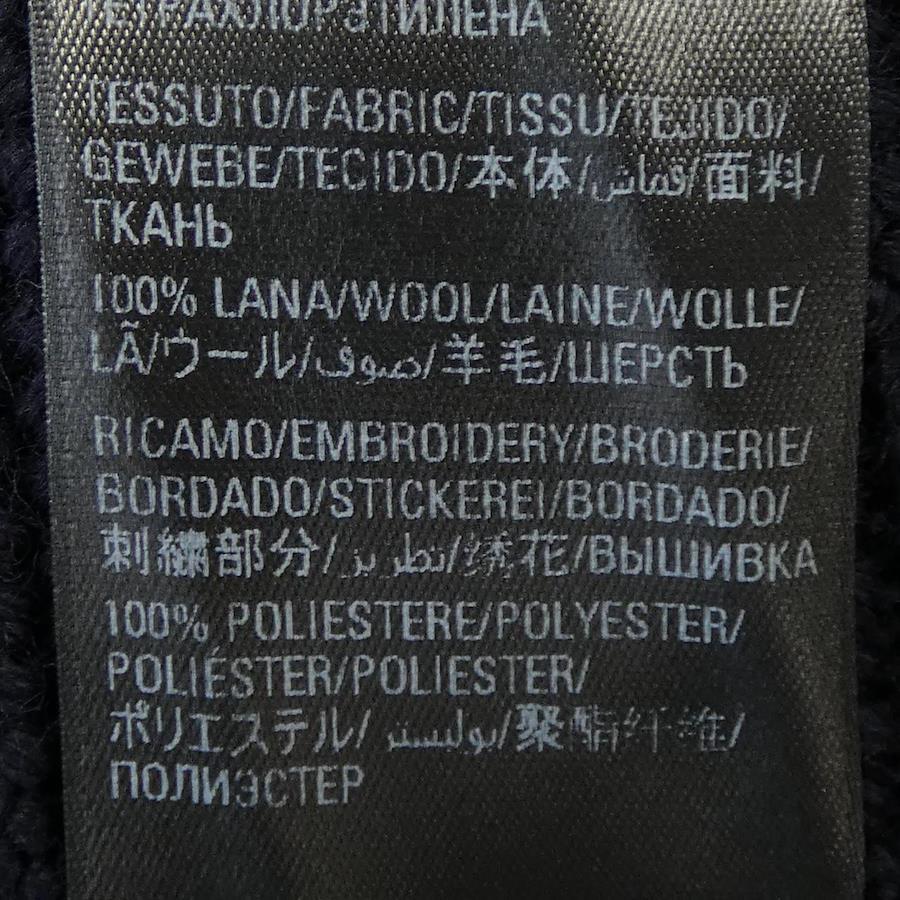 ТЕТРАХЛОРЭТИЛЕНА
TESSUTO/FABRIC/TISSU/TEJIDO/
GEWEBE/TECIDO/本体/قماش/面料/
ТКАНЬ
100% LANA/WOOL/LAINE/WOLLE/
LÃ/ウール/صوف/羊毛/ШЕРСТЬ
RICAMO/EMBROIDERY/BRODERIE/
BORDADO/STICKEREI/BORDADO/
刺繍部分/تطريز/绣花/ВЫШИВКА
100% POLIESTERE/POLYESTER/
POLIÉSTER/POLIESTER/
ポリエステル/بوليستر/聚酯纤维/
ПОЛИЭСТЕР